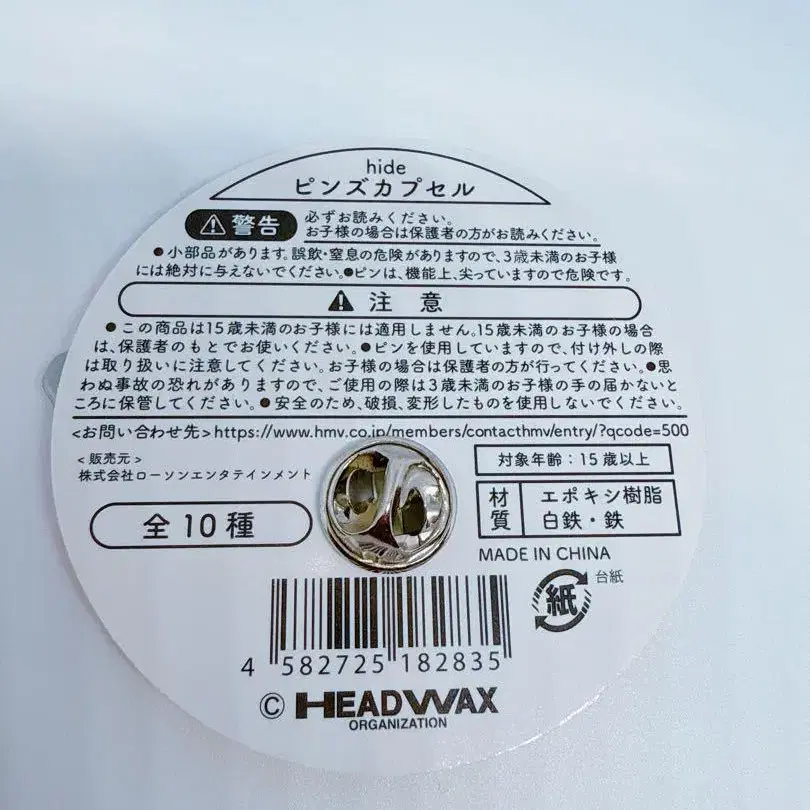 hide
ピンズカプセル
警告
必ずお読みください。
お子様の場合は保護者の方がお読みください。
●小部品があります。誤飲・窒息の危険がありますので、3歳未満のお子様
には絶対に与えないでください。●ピンは、機能上、尖っていますので危険です。
注意
●この商品は15歳未満のお子様には適用しません。15歳未満のお子様の場合
は、保護者のもとでお使いください。●ピンを使用していますので、付け外しの際
は取り扱いに注意してください。お子様の場合は保護者の方が行ってください。●思
わぬ事故の恐れがありますので、ご使用の際は3歳未満のお子様の手の届かないと
ころに保管してください。●安全のため、破損、変形したものを使用しないでください。
<お問い合わせ先>https://www.hmv.co.jp/members/contacthmv/entry/?qcode=500
<販売元>
株式会社ローソンエンタテインメント
対象年齢:15歳以上
全10種
材質
エポキシ樹脂
白鉄・鉄
MADE IN CHINA
紙
台紙
4 582725 182835
© HEADWAX
ORGANIZATION